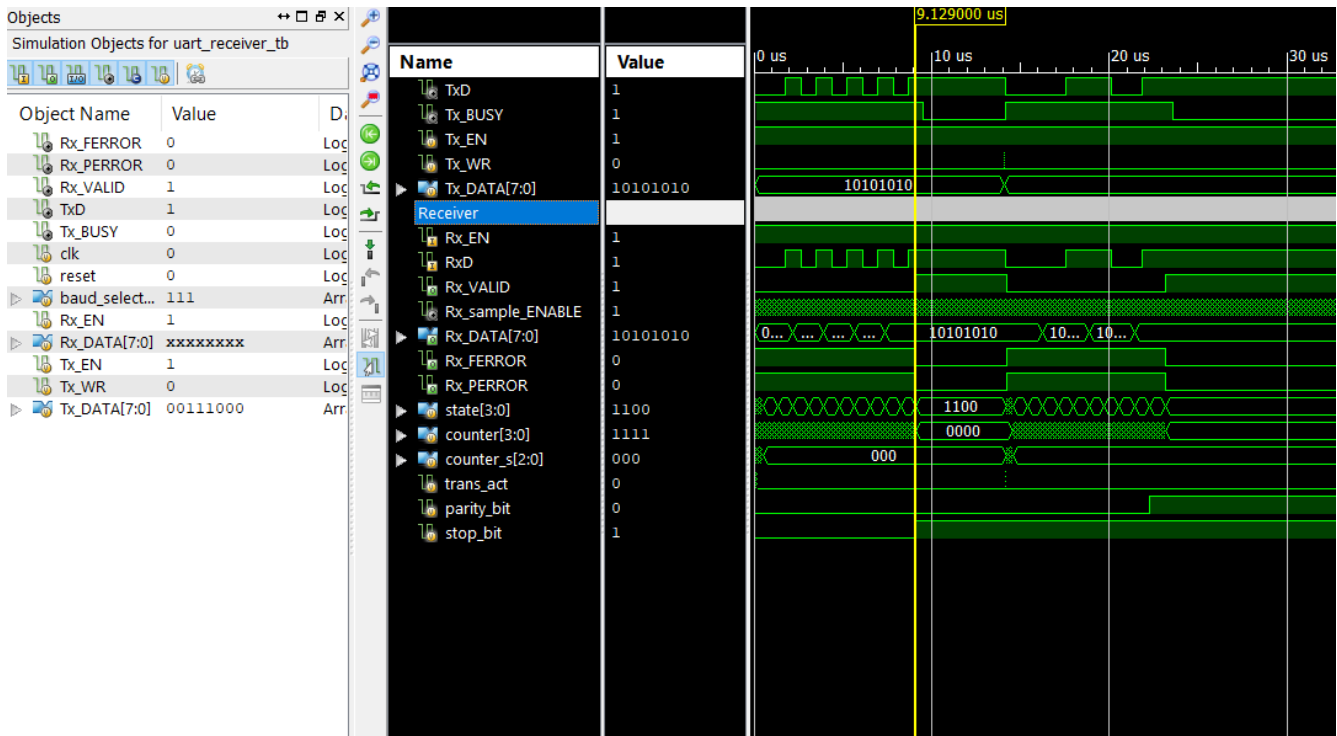 Objects
Simulation Objects for uart_receiver_tb
Object Name Value
Rx_FERROR 0 Log
Rx_PERROR 0 Log
Rx_VALID 1 Log
TxD 1 Log
Tx_BUSY 0 Log
clk 0 Log
reset 0 Log
baud_select... 111 Arr
Rx_EN 1 Log
Rx_DATA[7:0] xxxxxxxx Arr
Tx_EN 1 Log
Tx_WR 0 Log
Tx_DATA[7:0] 00111000 Arr
9.129000 us
Name Value 0 us 10 us 20 us 30 us
TxD 1
Tx_BUSY 1
Tx_EN 1
Tx_WR 0
Tx_DATA[7:0] 10101010 10101010
Receiver
Rx_EN 1
RxD 1
Rx_VALID 1
Rx_sample_ENABLE 1
Rx_DATA[7:0] 10101010 0... ... ... ... 10101010 10... 10...
Rx_FERROR 0
Rx_PERROR 0
state[3:0] 1100 1100
counter[3:0] 1111 0000
counter_s[2:0] 000 000
trans_act 0
parity_bit 0
stop_bit 1